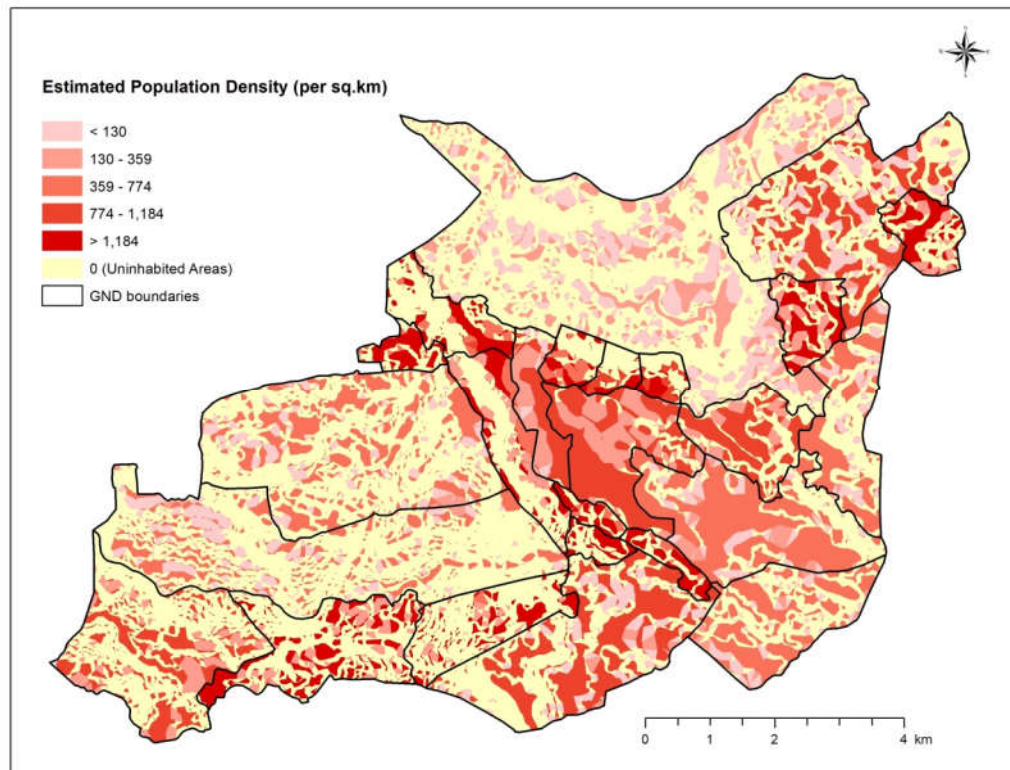 Estimated Population Density (per sq.km)
< 130
130 - 359
359 - 774
774 - 1,184
> 1,184
0 (Uninhabited Areas)
GND boundaries
0 1 2 4 km